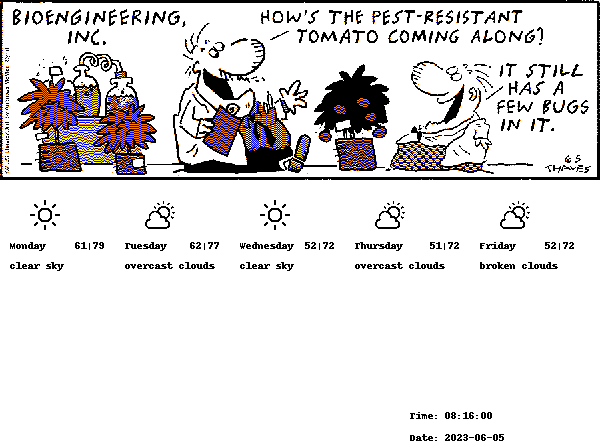 BIOENGINEERING,
INC.
HOW'S THE PEST-RESISTANT
TOMATO COMING ALONG?
IT STILL
HAS A
FEW BUGS
IN IT.
6-5
THAVES
Monday 61|79
clear sky
Tuesday 62|77
overcast clouds
Wednesday 52|72
clear sky
Thursday 51|72
overcast clouds
Friday 52|72
broken clouds
Time: 08:16:00
Date: 2023-06-05